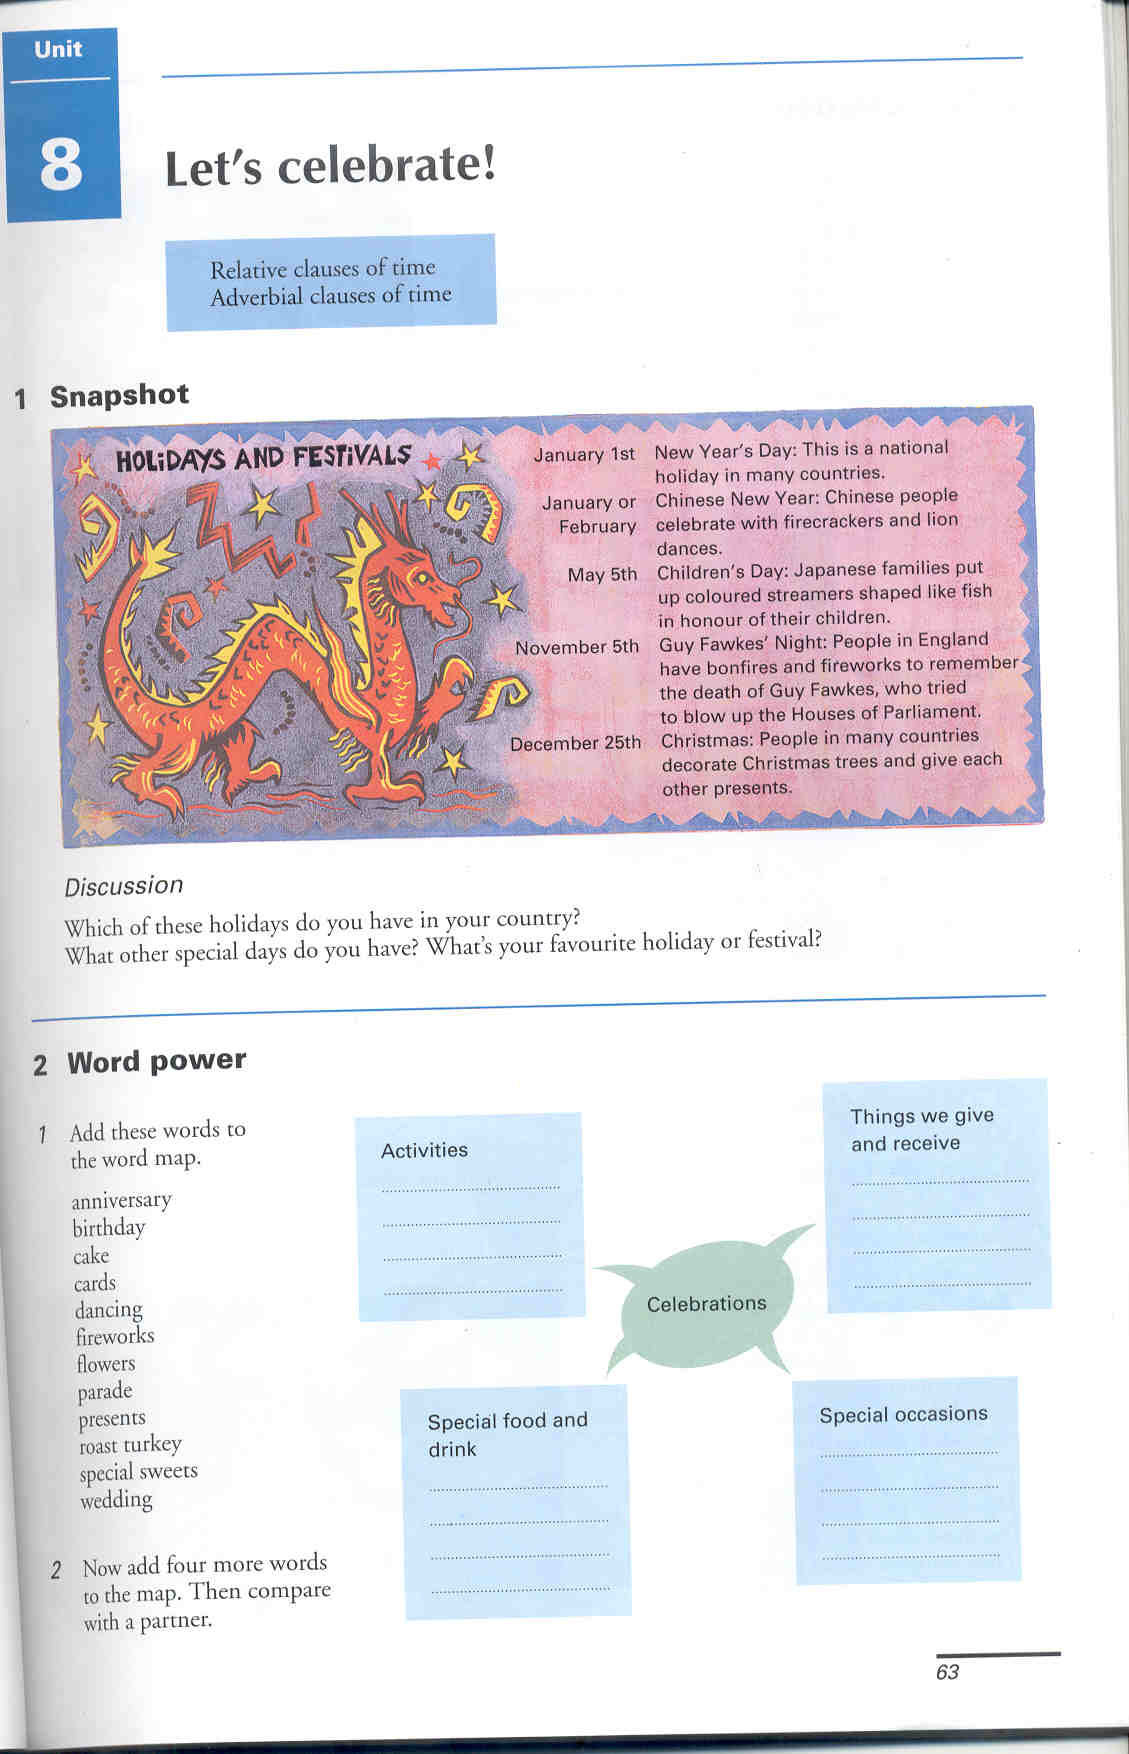 Unit
8
Let's celebrate!
Relative clauses of time
Adverbial clauses of time
1 Snapshot
HOLiDAYS AND FESTiVALS
January 1st New Year's Day: This is a national
holiday in many countries.
January or Chinese New Year: Chinese people
February celebrate with firecrackers and lion
dances.
May 5th Children's Day: Japanese families put
up coloured streamers shaped like fish
in honour of their children.
November 5th Guy Fawkes' Night: People in England
have bonfires and fireworks to remember
the death of Guy Fawkes, who tried
to blow up the Houses of Parliament.
December 25th Christmas: People in many countries
decorate Christmas trees and give each
other presents.
Discussion
Which of these holidays do you have in your country?
What other special days do you have? What's your favourite holiday or festival?
2 Word power
1 Add these words to
the word map.
anniversary
birthday
cake
cards
dancing
fireworks
flowers
parade
presents
roast turkey
special sweets
wedding
2 Now add four more words
to the map. Then compare
with a partner.
Activities
Things we give
and receive
Celebrations
Special food and
drink
Special occasions
63